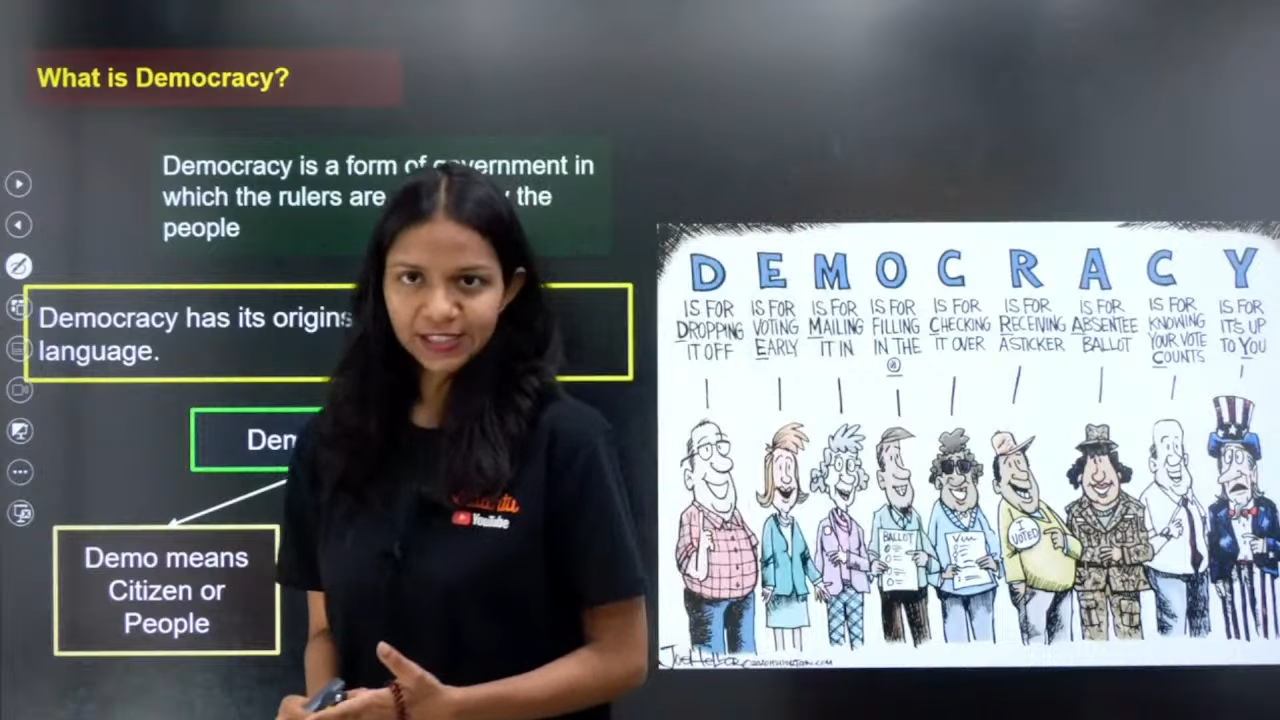 What is Democracy?
Democracy is a form of government in
which the rulers are the
people
Democracy has its origins
language.
Demo means
Citizen or
People
YouTube
D E M O C R A C Y
IS FOR DROPPING IT OFF
IS FOR VOTING EARLY
IS FOR MAILING IT IN
IS FOR FILLING IN THE
IS FOR CHECKING IT OVER
IS FOR RECEIVING A STICKER
IS FOR ABSENTEE BALLOT
IS FOR KNOWING YOUR VOTE COUNTS
IS FOR IT'S UP TO YOU
BALLOT
I VOTED